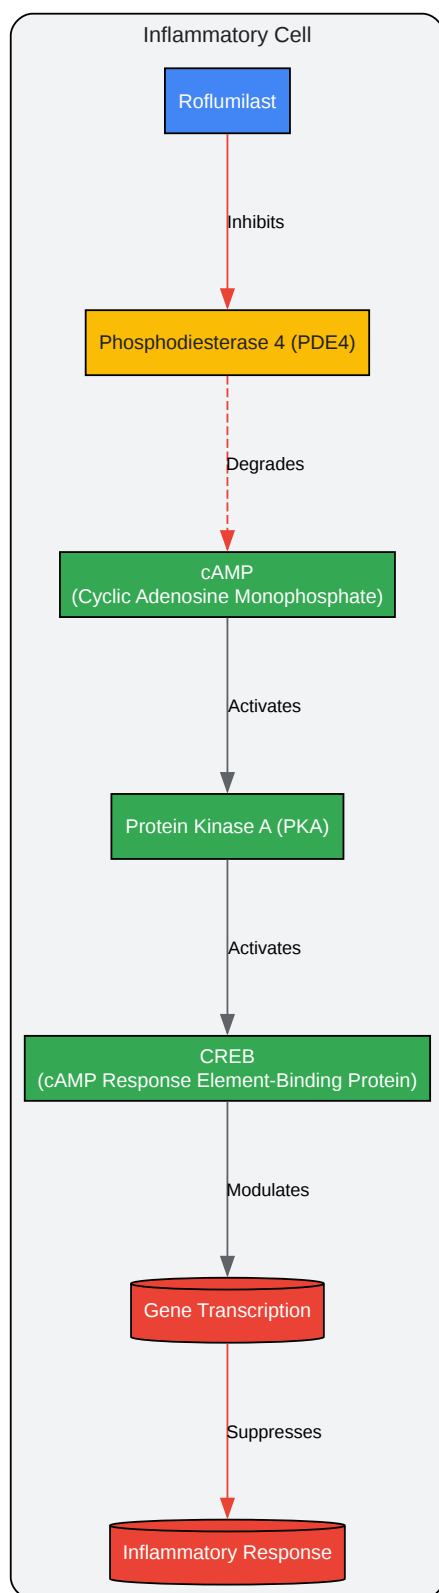 Inflammatory Cell
Roflumilast
Inhibits
Phosphodiesterase 4 (PDE4)
Degrades
cAMP
(Cyclic Adenosine Monophosphate)
Activates
Protein Kinase A (PKA)
Activates
CREB
(cAMP Response Element-Binding Protein)
Modulates
Gene Transcription
Suppresses
Inflammatory Response